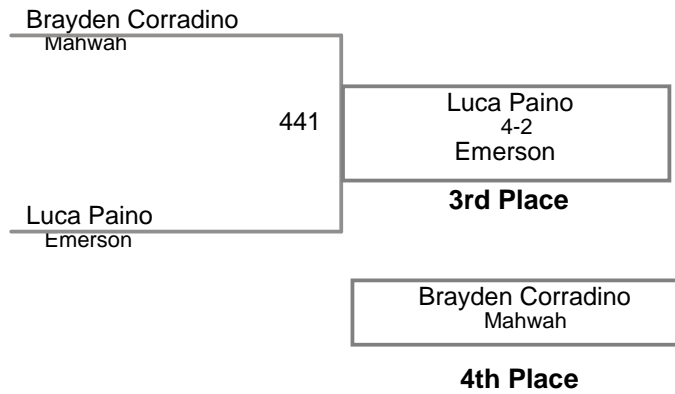 Brayden Corradino
Mahwah
441
Luca Paino
4-2
Emerson
3rd Place
Luca Paino
Emerson
Brayden Corradino
Mahwah
4th Place